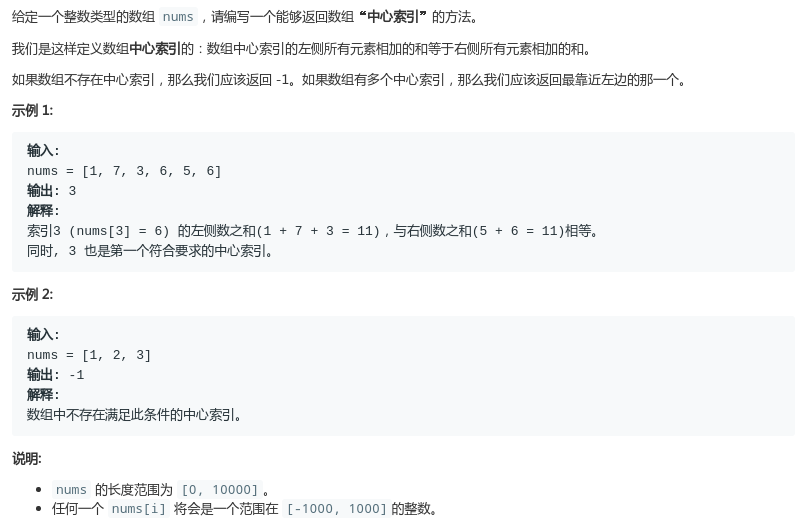 给定一个整数类型的数组 nums，请编写一个能够返回数组“中心索引”的方法。
我们是这样定义数组中心索引的：数组中心索引的左侧所有元素相加的和等于右侧所有元素相加的和。
如果数组不存在中心索引，那么我们应该返回 -1。如果数组有多个中心索引，那么我们应该返回最靠近左边的那一个。
示例 1:
输入:
nums = [1, 7, 3, 6, 5, 6]
输出: 3
解释:
索引3 (nums[3] = 6) 的左侧数之和(1 + 7 + 3 = 11)，与右侧数之和(5 + 6 = 11)相等。
同时, 3 也是第一个符合要求的中心索引。
示例 2:
输入:
nums = [1, 2, 3]
输出: -1
解释:
数组中不存在满足此条件的中心索引。
说明:
• nums 的长度范围为 [0, 10000]。
• 任何一个 nums[i] 将会是一个范围在 [-1000, 1000]的整数。